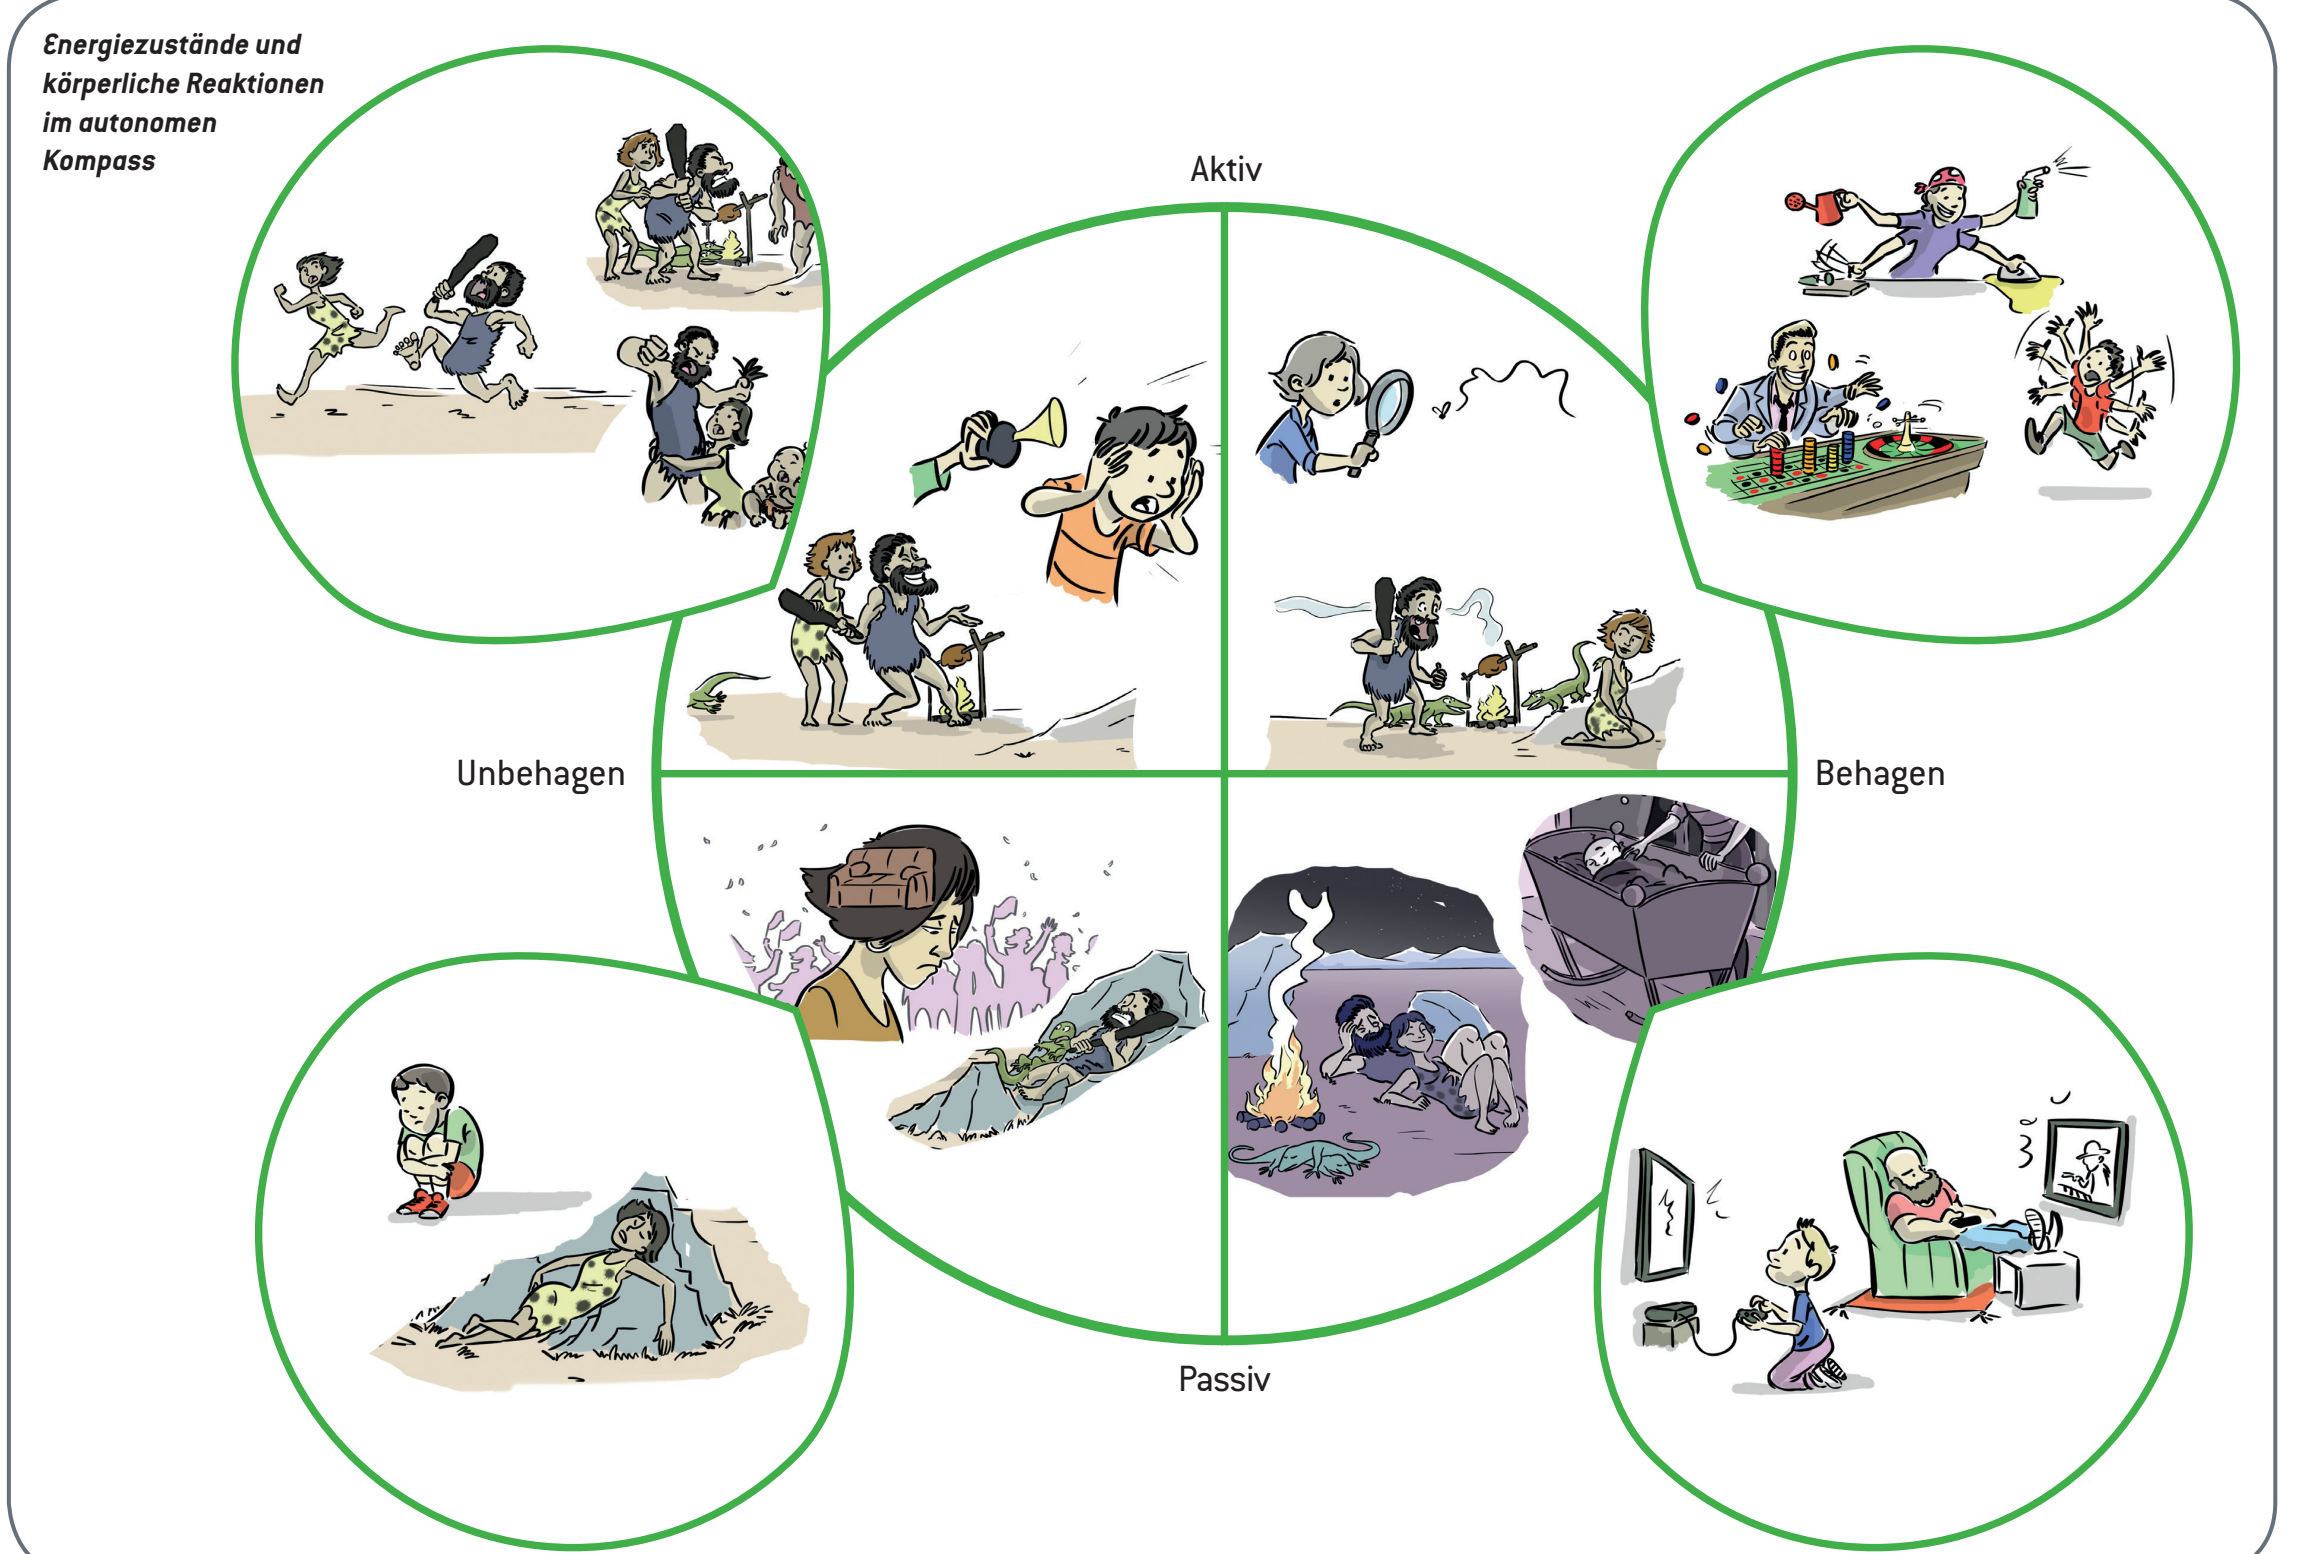 Energiezustände und
körperliche Reaktionen
im autonomen
Kompass
Aktiv
Unbehagen
Behagen
Passiv